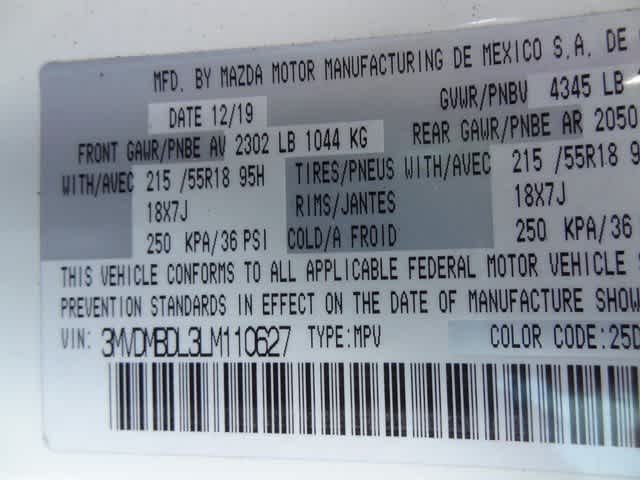 MFD. BY MAZDA MOTOR MANUFACTURING DE MEXICO S.A. DE
DATE 12/19 GVWR/PNBV 4345 LB
FRONT GAWR/PNBE AV 2302 LB 1044 KG REAR GAWR/PNBE AR 2050
WITH/AVEC 215 /55R18 95H TIRES/PNEUS WITH/AVEC 215 /55R18 9
18X7J RIMS/JANTES 18X7J
250 KPA/36 PSI COLD/A FROID 250 KPA/36
THIS VEHICLE CONFORMS TO ALL APPLICABLE FEDERAL MOTOR VEHICLE S
PREVENTION STANDARDS IN EFFECT ON THE DATE OF MANUFACTURE SHOW
VIN: 3MVDMBDL3LM110627 TYPE:MPV COLOR CODE:25D